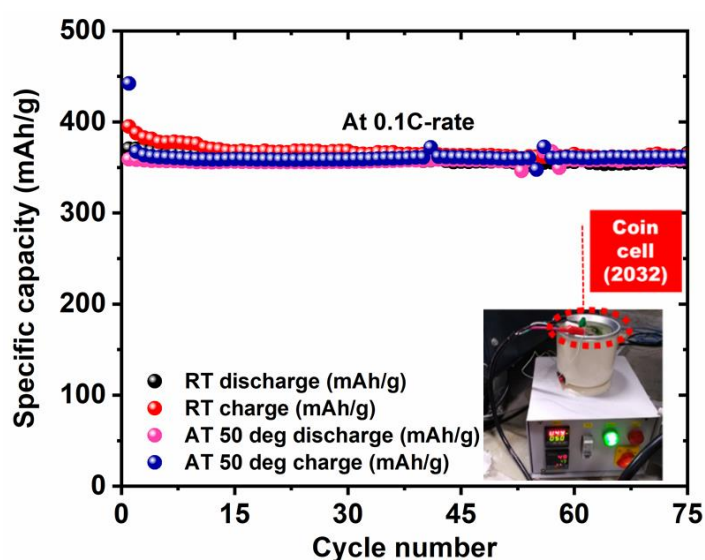 500
400
300
200
100
0
Specific capacity (mAh/g)
At 0.1C-rate
Coin
cell
(2032)
RT discharge (mAh/g)
RT charge (mAh/g)
AT 50 deg discharge (mAh/g)
AT 50 deg charge (mAh/g)
0 15 30 45 60 75
Cycle number